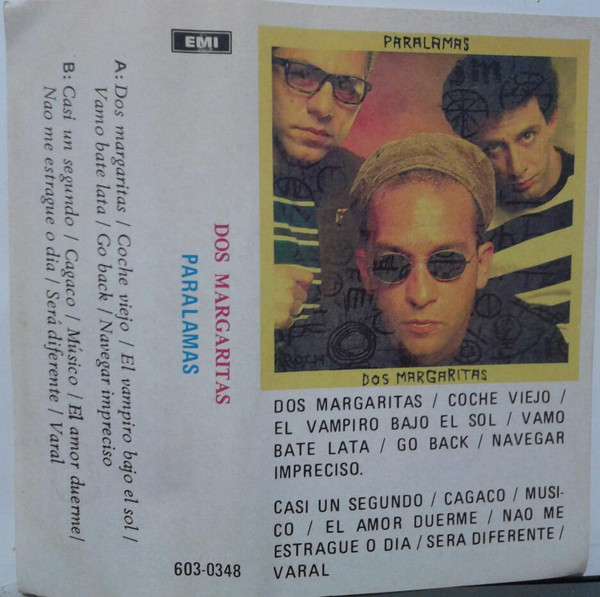 EMI
A: Dos margaritas / Coche viejo / El vampiro bajo el sol /
Vamo bate lata / Go back / Navegar impreciso
B: Casi un segundo / Cagaco / Músico / El amor duerme /
Nao me estrague o dia / Será diferente / Varal
DOS MARGARITAS
PARALAMAS
603-0348
PARALAMAS
DOS MARGARITAS
DOS MARGARITAS / COCHE VIEJO /
EL VAMPIRO BAJO EL SOL / VAMO
BATE LATA / GO BACK / NAVEGAR
IMPRECISO.
CASI UN SEGUNDO / CAGACO / MUSI-
CO / EL AMOR DUERME / NAO ME
ESTRAGUE O DIA / SERA DIFERENTE /
VARAL